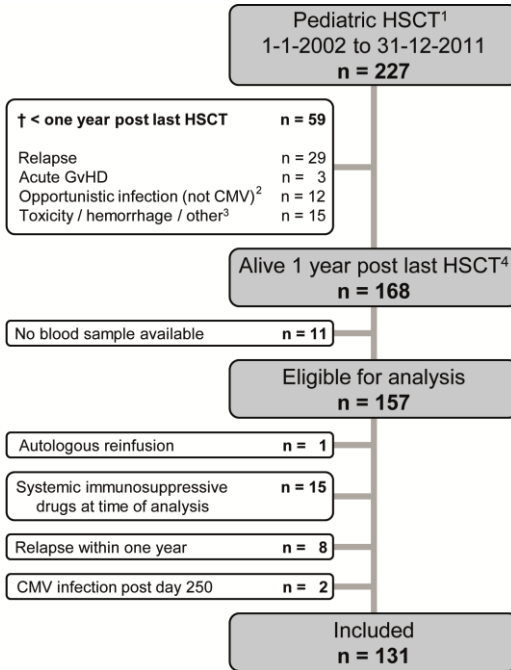 Pediatric HSCT¹
1-1-2002 to 31-12-2011
n = 227
† < one year post last HSCT n = 59
Relapse n = 29
Acute GvHD n = 3
Opportunistic infection (not CMV)² n = 12
Toxicity / hemorrhage / other³ n = 15
Alive 1 year post last HSCT⁴
n = 168
No blood sample available n = 11
Eligible for analysis
n = 157
Autologous reinfusion n = 1
Systemic immunosuppressive n = 15
drugs at time of analysis
Relapse within one year n = 8
CMV infection post day 250 n = 2
Included
n = 131